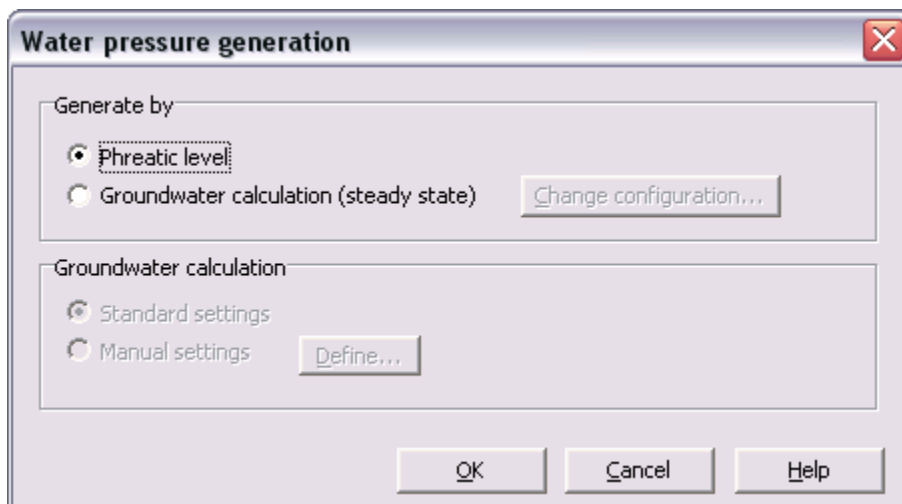 Water pressure generation
Generate by
Phreatic level
Groundwater calculation (steady state)
Change configuration...
Groundwater calculation
Standard settings
Manual settings
Define...
OK
Cancel
Help